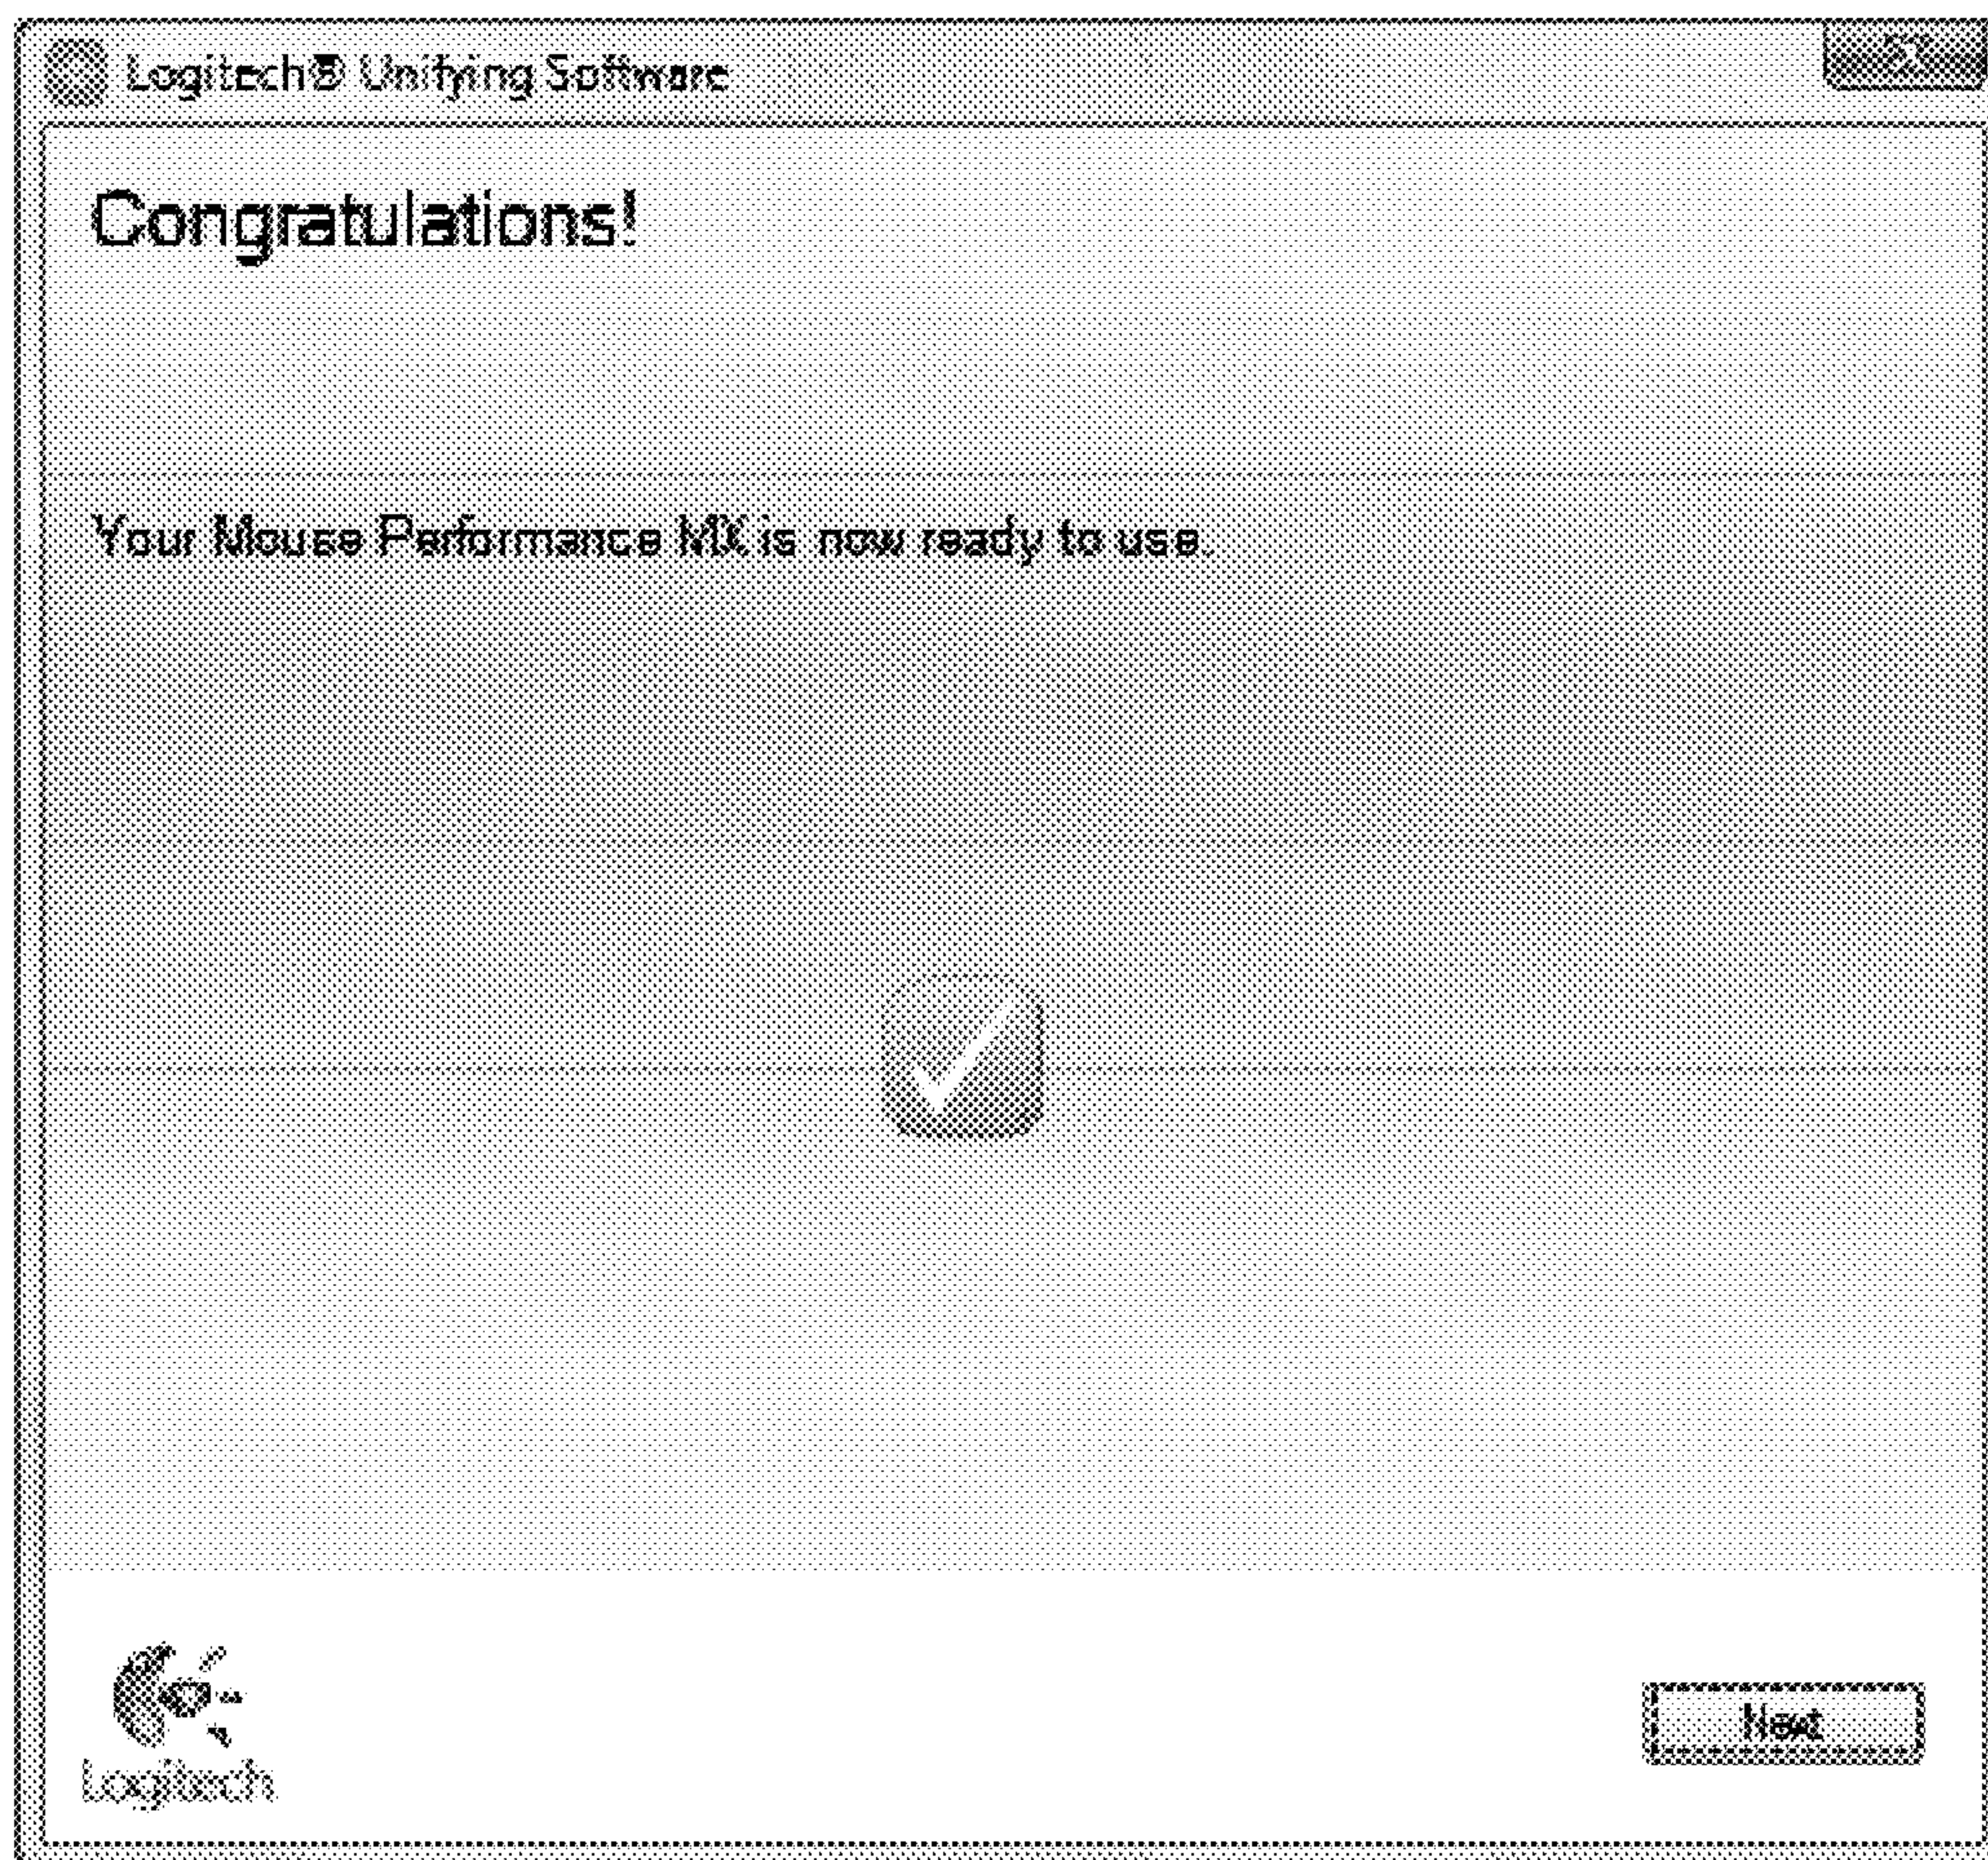 Logitech® Unifying Software
Congratulations!
Your Mouse Performance MX is now ready to use.
Logitech
Next